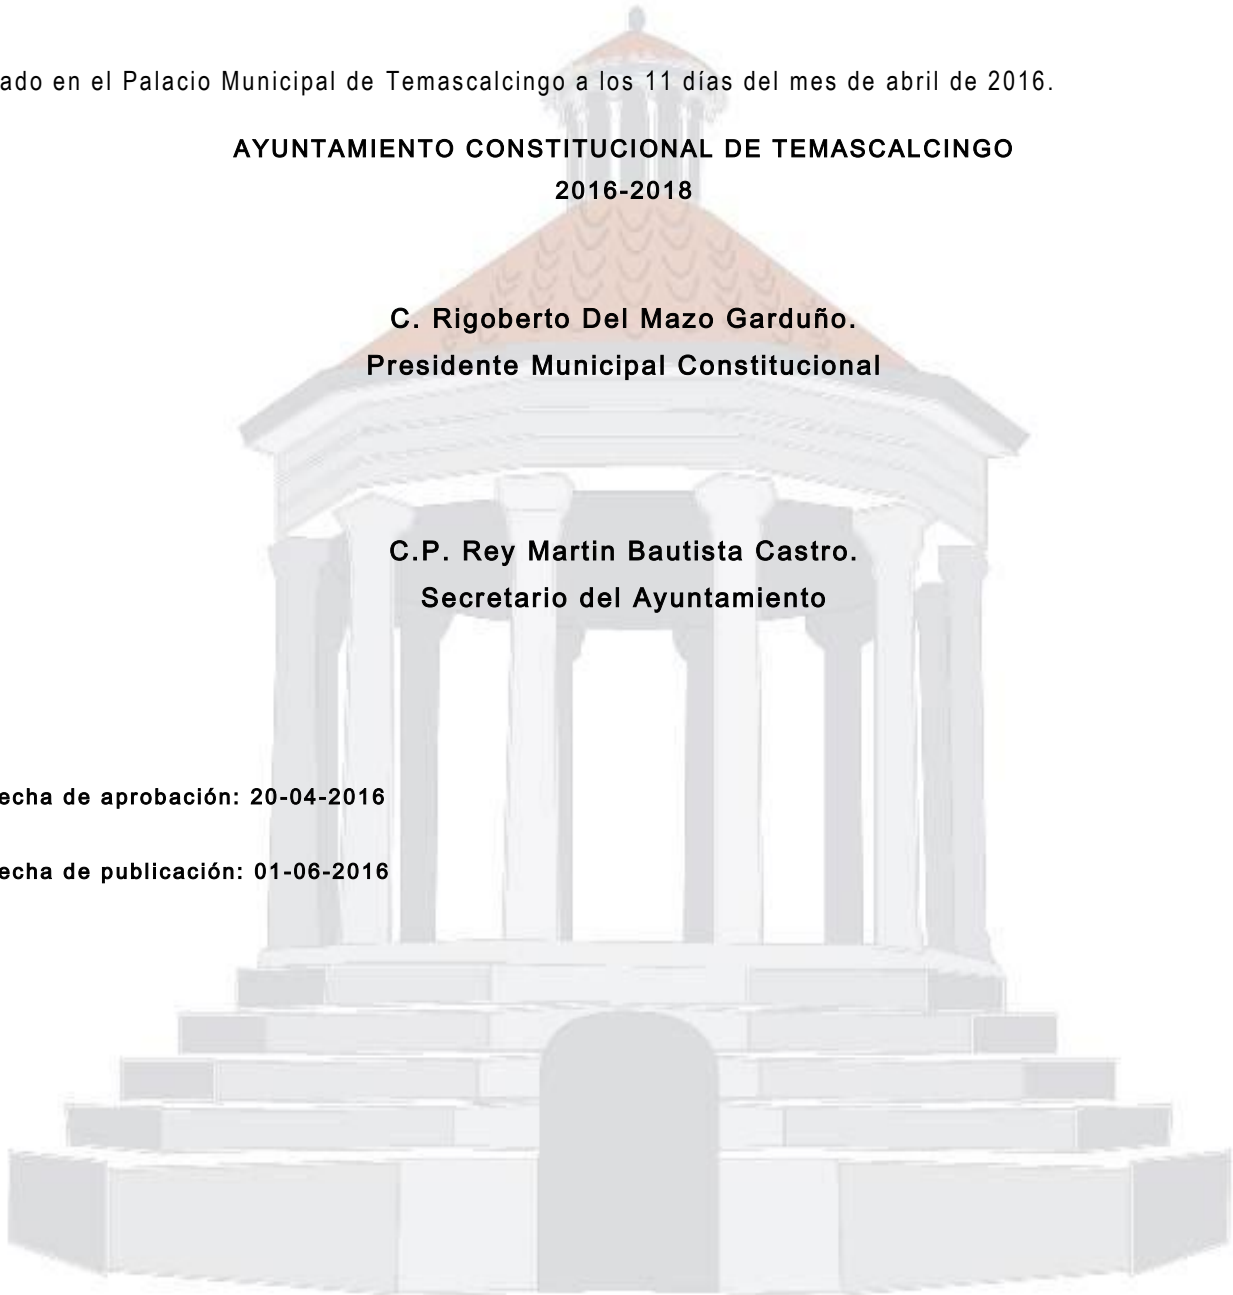 ado en el Palacio Municipal de Temascalcingo a los 11 días del mes de abril de 2016.
AYUNTAMIENTO CONSTITUCIONAL DE TEMASCALCINGO
2016-2018
C. Rigoberto Del Mazo Garduño.
Presidente Municipal Constitucional
C.P. Rey Martin Bautista Castro.
Secretario del Ayuntamiento
echa de aprobación: 20-04-2016
echa de publicación: 01-06-2016